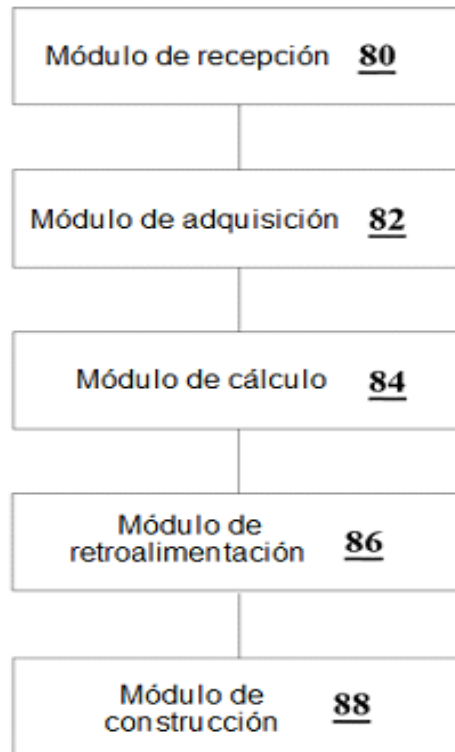 Módulo de recepción 80
Módulo de adquisición 82
Módulo de cálculo 84
Módulo de
retroalimentación 86
Módulo de
construcción 88